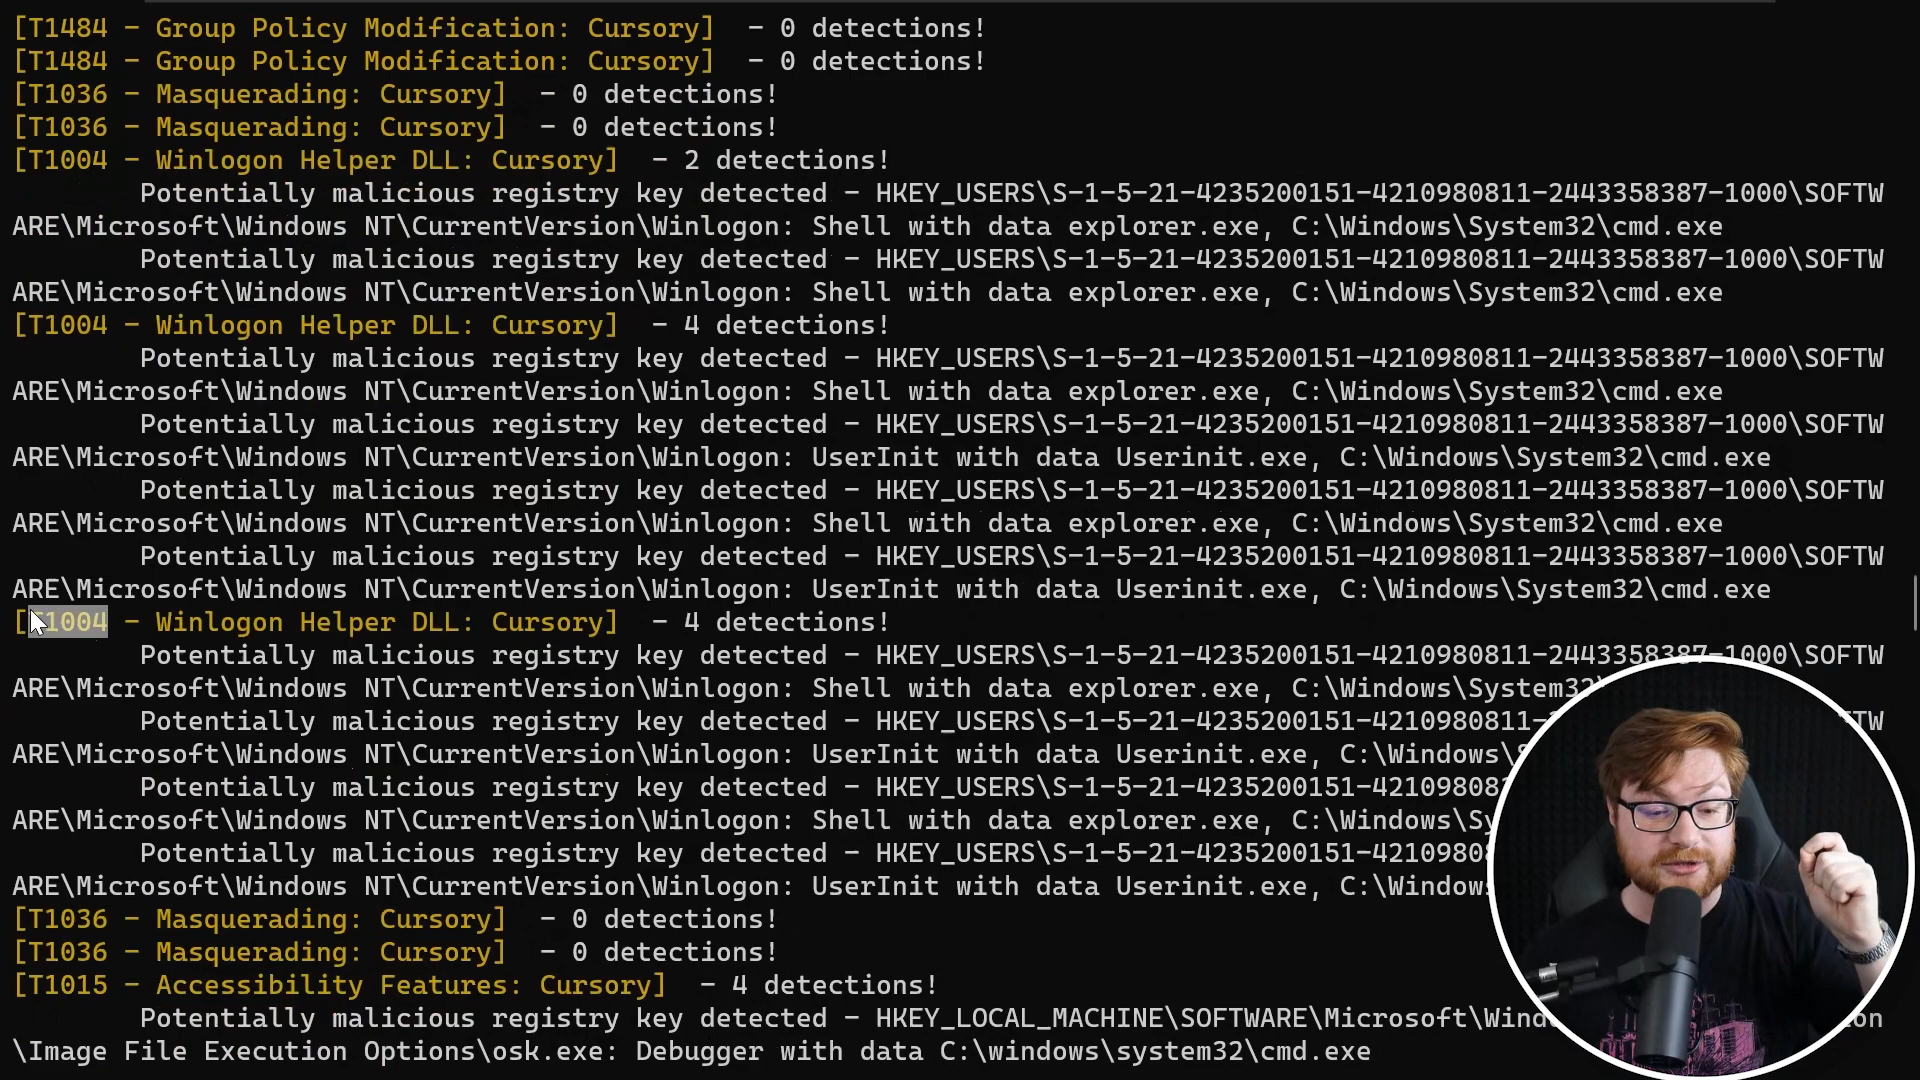 [T1484 – Group Policy Modification: Cursory]  – 0 detections!
[T1484 – Group Policy Modification: Cursory]  – 0 detections!
[T1036 – Masquerading: Cursory]  – 0 detections!
[T1036 – Masquerading: Cursory]  – 0 detections!
[T1004 – Winlogon Helper DLL: Cursory]  – 2 detections!
Potentially malicious registry key detected – HKEY_USERS\S-1-5-21-4235200151-4210980811-2443358387-1000\SOFTW
ARE\Microsoft\Windows NT\CurrentVersion\Winlogon: Shell with data explorer.exe, C:\Windows\System32\cmd.exe
Potentially malicious registry key detected – HKEY_USERS\S-1-5-21-4235200151-4210980811-2443358387-1000\SOFTW
ARE\Microsoft\Windows NT\CurrentVersion\Winlogon: Shell with data explorer.exe, C:\Windows\System32\cmd.exe
[T1004 – Winlogon Helper DLL: Cursory]  – 4 detections!
Potentially malicious registry key detected – HKEY_USERS\S-1-5-21-4235200151-4210980811-2443358387-1000\SOFTW
ARE\Microsoft\Windows NT\CurrentVersion\Winlogon: Shell with data explorer.exe, C:\Windows\System32\cmd.exe
Potentially malicious registry key detected – HKEY_USERS\S-1-5-21-4235200151-4210980811-2443358387-1000\SOFTW
ARE\Microsoft\Windows NT\CurrentVersion\Winlogon: UserInit with data Userinit.exe, C:\Windows\System32\cmd.exe
Potentially malicious registry key detected – HKEY_USERS\S-1-5-21-4235200151-4210980811-2443358387-1000\SOFTW
ARE\Microsoft\Windows NT\CurrentVersion\Winlogon: Shell with data explorer.exe, C:\Windows\System32\cmd.exe
Potentially malicious registry key detected – HKEY_USERS\S-1-5-21-4235200151-4210980811-2443358387-1000\SOFTW
ARE\Microsoft\Windows NT\CurrentVersion\Winlogon: UserInit with data Userinit.exe, C:\Windows\System32\cmd.exe
[T1004 – Winlogon Helper DLL: Cursory]  – 4 detections!
Potentially malicious registry key detected – HKEY_USERS\S-1-5-21-4235200151-4210980811-2443358387-1000\SOFTW
ARE\Microsoft\Windows NT\CurrentVersion\Winlogon: Shell with data explorer.exe, C:\Windows\System32
Potentially malicious registry key detected – HKEY_USERS\S-1-5-21-4235200151-4210980811- TW
ARE\Microsoft\Windows NT\CurrentVersion\Winlogon: UserInit with data Userinit.exe, C:\Windows\
Potentially malicious registry key detected – HKEY_USERS\S-1-5-21-4235200151-42109808
ARE\Microsoft\Windows NT\CurrentVersion\Winlogon: Shell with data explorer.exe, C:\Windows\Sy
Potentially malicious registry key detected – HKEY_USERS\S-1-5-21-4235200151-42109808
ARE\Microsoft\Windows NT\CurrentVersion\Winlogon: UserInit with data Userinit.exe, C:\Windows
[T1036 – Masquerading: Cursory]  – 0 detections!
[T1036 – Masquerading: Cursory]  – 0 detections!
[T1015 – Accessibility Features: Cursory]  – 4 detections!
Potentially malicious registry key detected – HKEY_LOCAL_MACHINE\SOFTWARE\Microsoft\Wind on
\Image File Execution Options\osk.exe: Debugger with data C:\windows\system32\cmd.exe